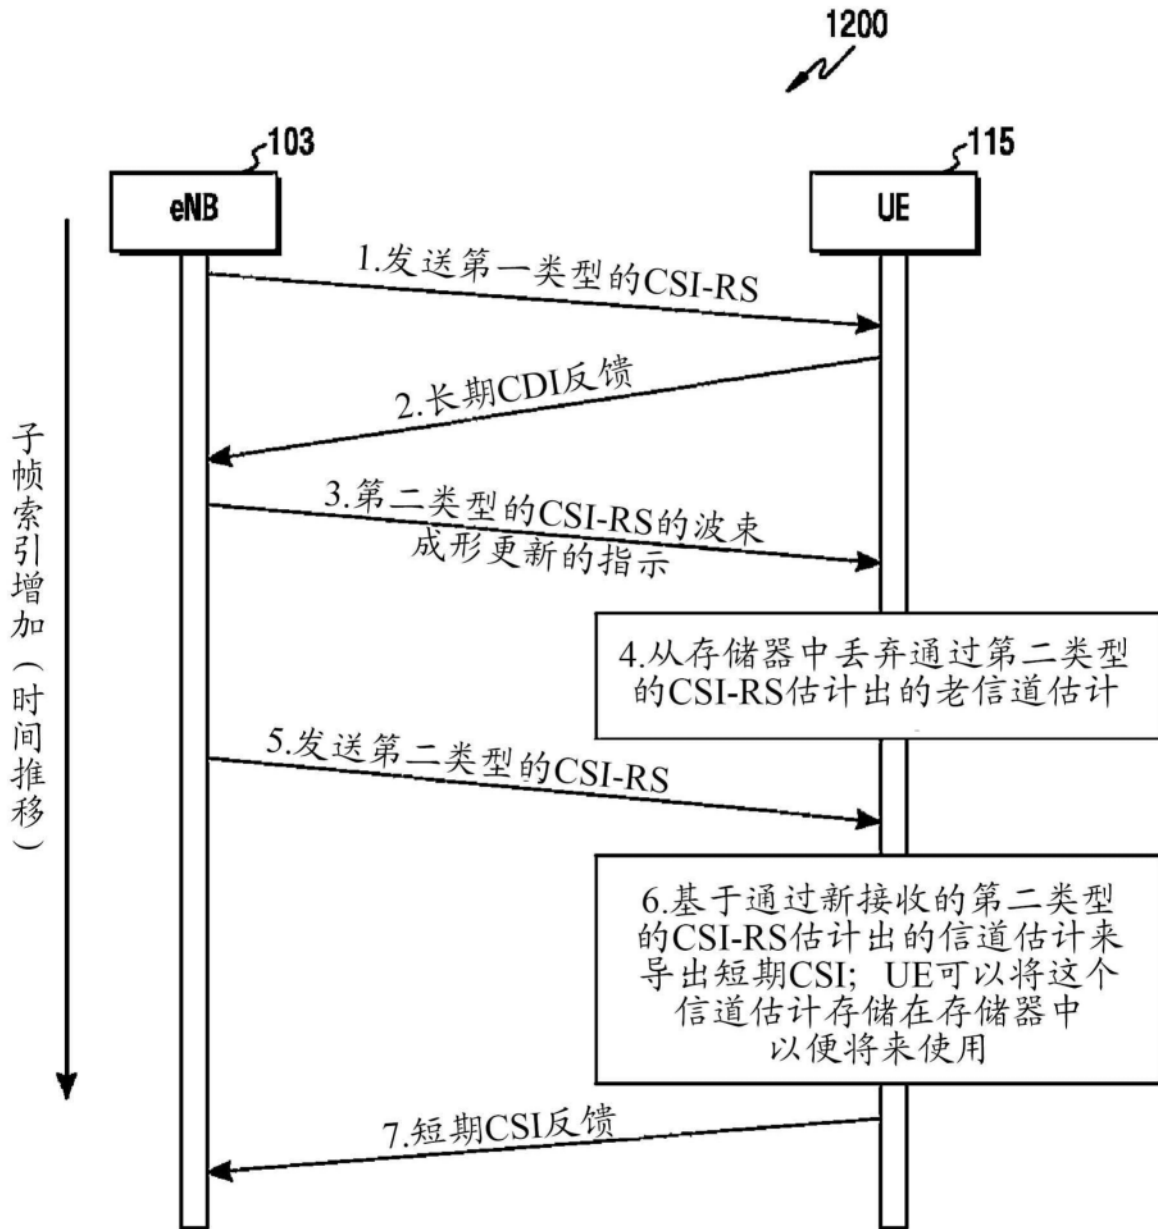 1200
103
115
eNB
UE
1.发送第一类型的CSI-RS
2.长期CDI反馈
3.第二类型的CSI-RS的波束
成形更新的指示
子帧索引增加(时间推移)
4.从存储器中丢弃通过第二类型
的CSI-RS估计出的老信道估计
5.发送第二类型的CSI-RS
6.基于通过新接收的第二类型
的CSI-RS估计出的信道估计来
导出短期CSI; UE可以将这个
信道估计存储在存储器中
以便将来使用
7.短期CSI反馈